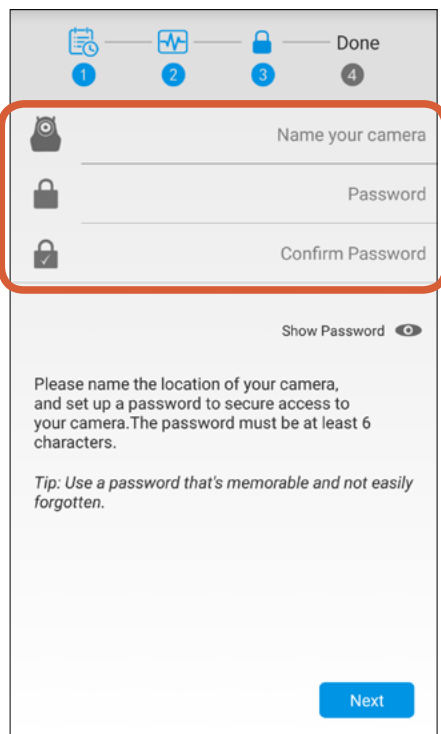 Done
1 2 3 4
Name your camera
Password
Confirm Password
Show Password
Please name the location of your camera,
and set up a password to secure access to
your camera.The password must be at least 6
characters.
Tip: Use a password that's memorable and not easily
forgotten.
Next